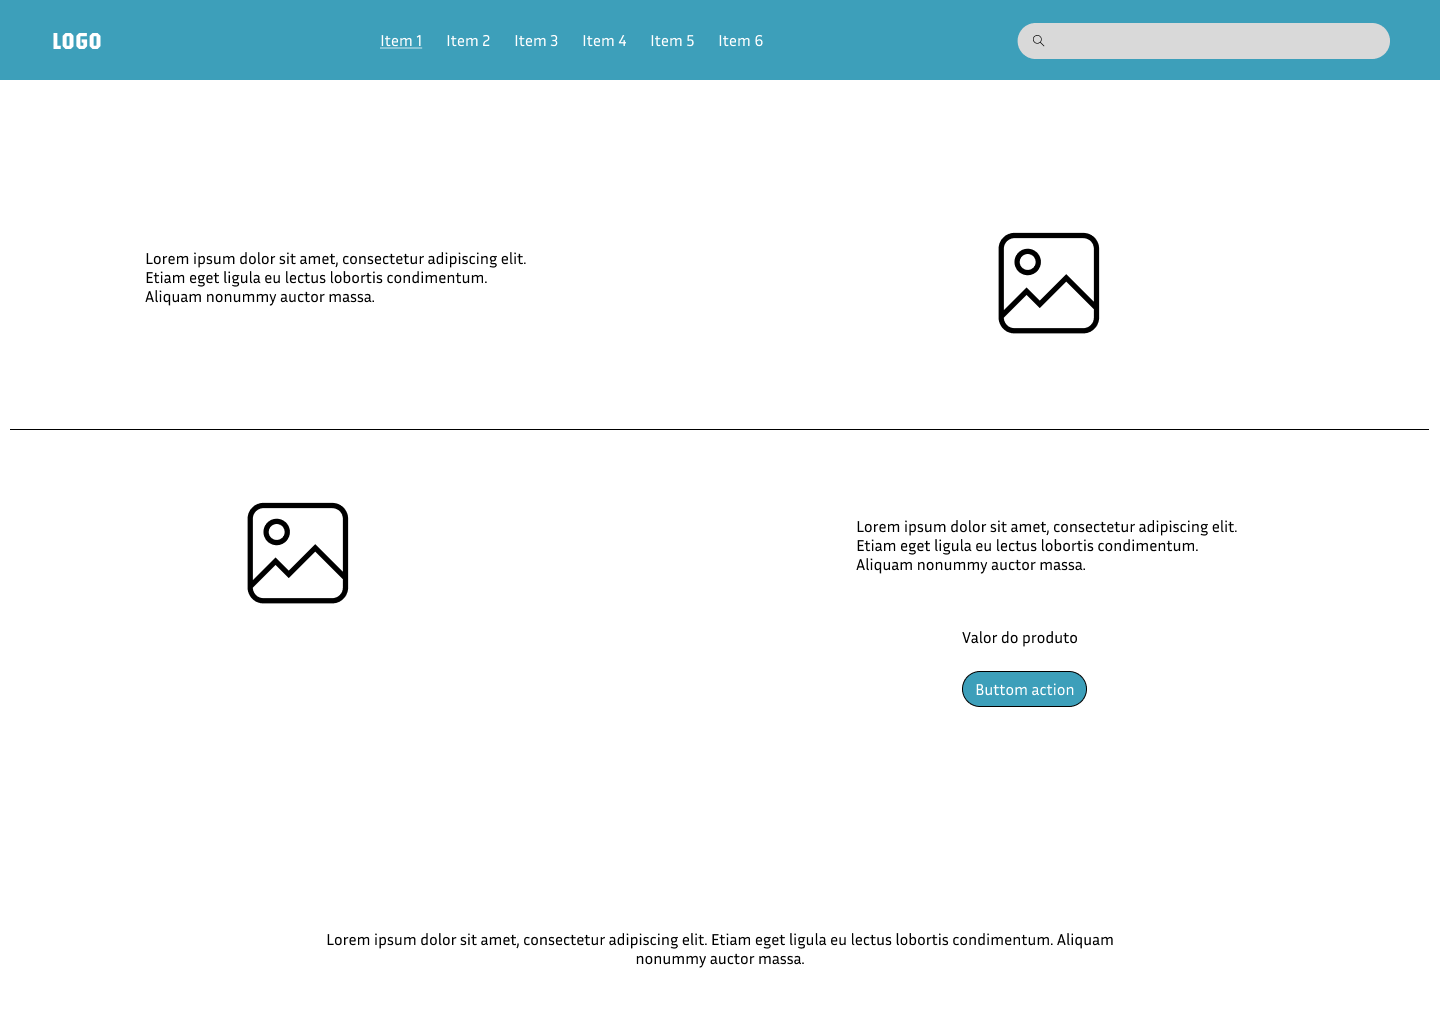 LOGO
Item 1
Item 2
Item 3
Item 4
Item 5
Item 6
Lorem ipsum dolor sit amet, consectetur adipiscing elit.
Etiam eget ligula eu lectus lobortis condimentum.
Aliquam nonummy auctor massa.
Lorem ipsum dolor sit amet, consectetur adipiscing elit.
Etiam eget ligula eu lectus lobortis condimentum.
Aliquam nonummy auctor massa.
Valor do produto
Buttom action
Lorem ipsum dolor sit amet, consectetur adipiscing elit. Etiam eget ligula eu lectus lobortis condimentum. Aliquam
nonummy auctor massa.